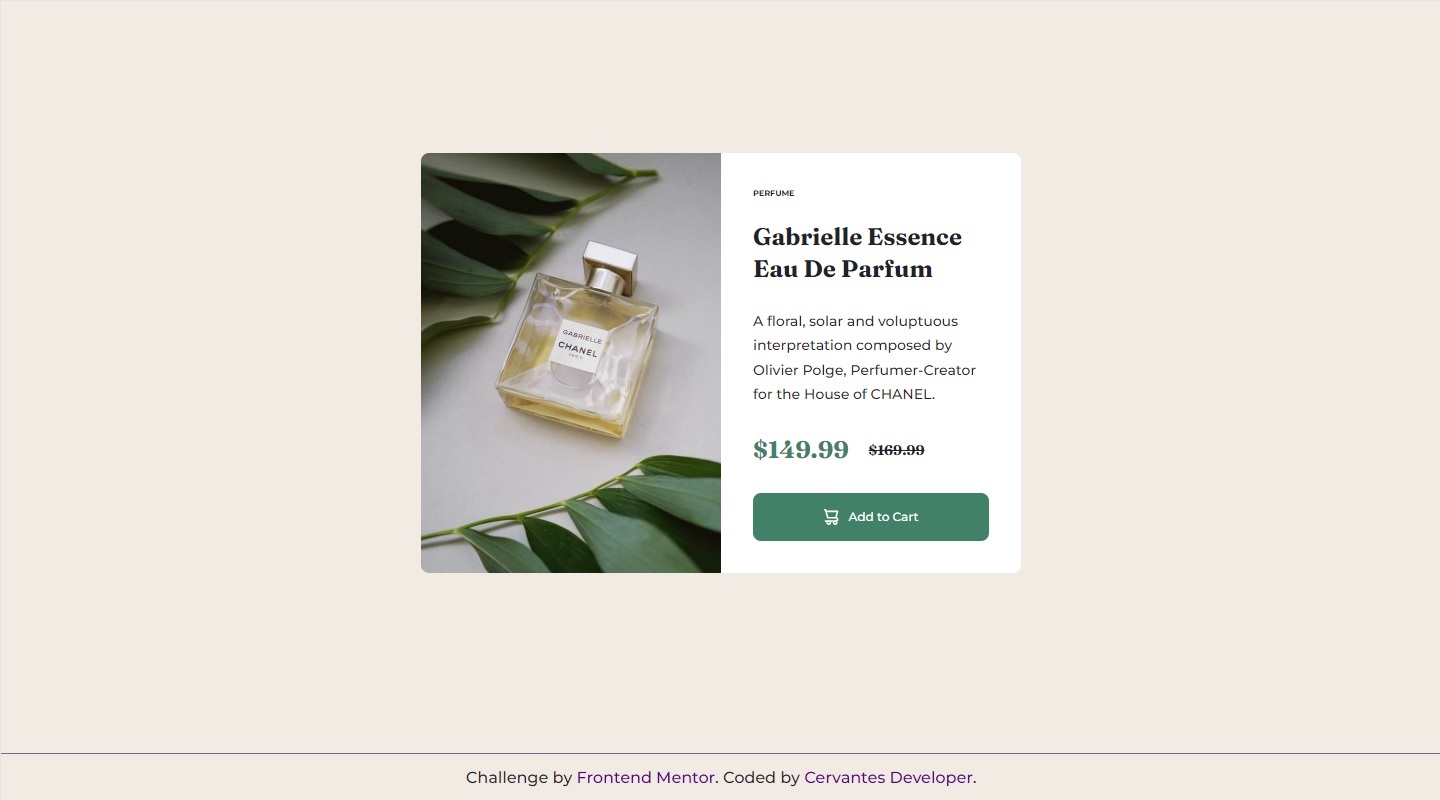 PERFUME
Gabrielle Essence
Eau De Parfum
A floral, solar and voluptuous
interpretation composed by
Olivier Polge, Perfumer-Creator
for the House of CHANEL.
$149.99 $169.99
Add to Cart
GABRIELLE
CHANEL
PARIS
Challenge by Frontend Mentor. Coded by Cervantes Developer.